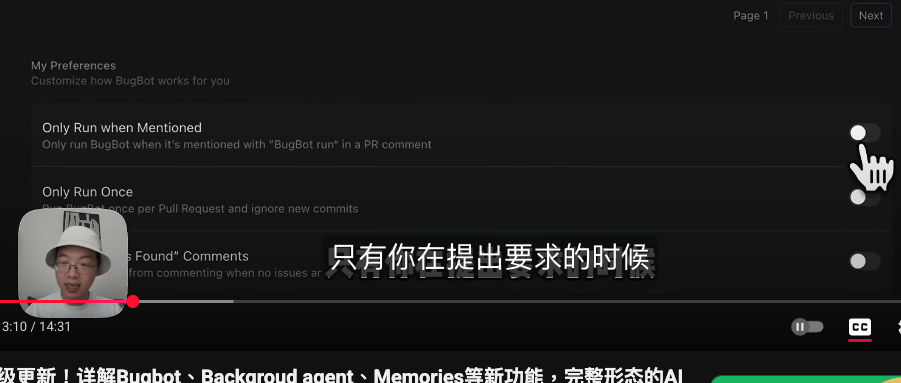 Page 1 Previous Next
My Preferences
Customize how BugBot works for you
Only Run when Mentioned
Only run BugBot when it's mentioned with "BugBot run" in a PR comment
Only Run Once
once per Pull Request and ignore new commits
s Found" Comments
from commenting when no issues ar
只有你在提出要求的时候
3:10 / 14:31
CC
级更新！详解Bugbot、Backgroud agent、Memories等新功能，完整形态的AI